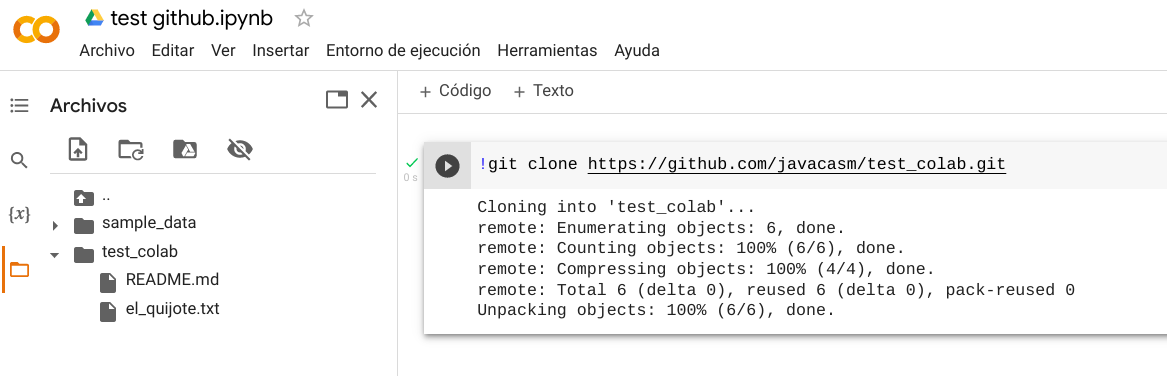 test github.ipynb
Archivo Editar Ver Insertar Entorno de ejecución Herramientas Ayuda
Archivos
..
sample_data
test_colab
README.md
el_quijote.txt
{x}
+ Código + Texto
0 s
!git clone https://github.com/javacasm/test_colab.git
Cloning into 'test_colab'...
remote: Enumerating objects: 6, done.
remote: Counting objects: 100% (6/6), done.
remote: Compressing objects: 100% (4/4), done.
remote: Total 6 (delta 0), reused 6 (delta 0), pack-reused 0
Unpacking objects: 100% (6/6), done.